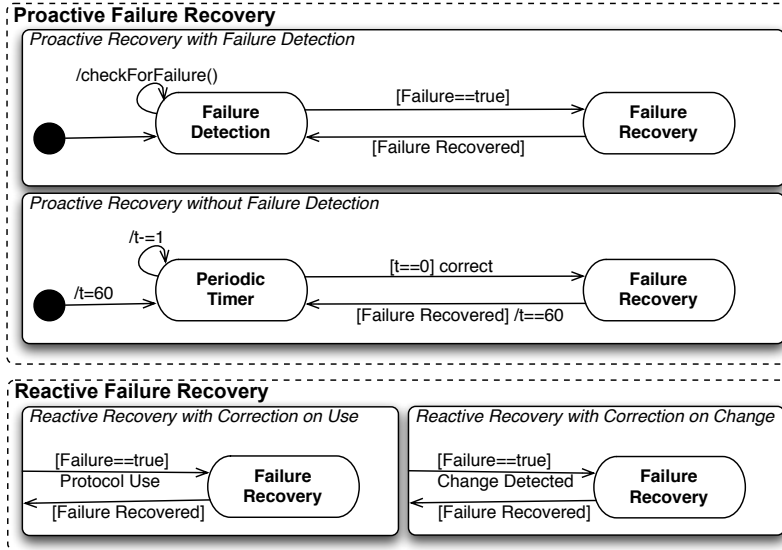 Proactive Failure Recovery
Proactive Recovery with Failure Detection
/checkForFailure()
Failure
Detection
[Failure==true]
[Failure Recovered]
Failure
Recovery
Proactive Recovery without Failure Detection
/t-=1
/t=60
Periodic
Timer
[t==0] correct
[Failure Recovered] /t==60
Failure
Recovery
Reactive Failure Recovery
Reactive Recovery with Correction on Use
[Failure==true]
Protocol Use
[Failure Recovered]
Failure
Recovery
Reactive Recovery with Correction on Change
[Failure==true]
Change Detected
[Failure Recovered]
Failure
Recovery